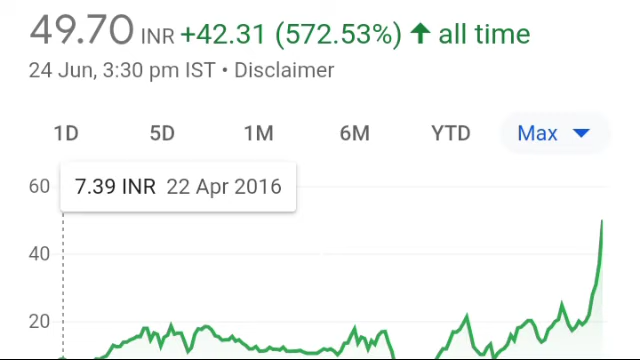 49.70 INR +42.31 (572.53%) ↑ all time
24 Jun, 3:30 pm IST • Disclaimer
1D 5D 1M 6M YTD Max
60
7.39 INR 22 Apr 2016
40
20